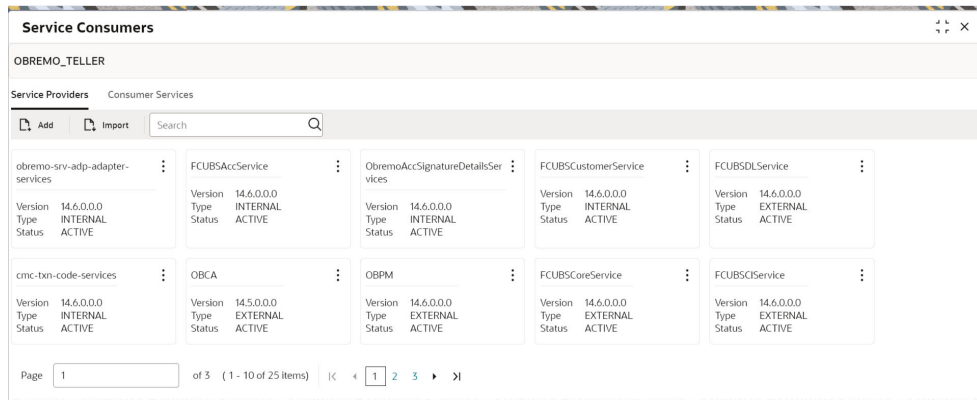 Service Consumers
OBREMO_TELLER
Service Providers Consumer Services
Add Import Search
obremo-srv-adp-adapter-
services
Version 14.6.0.0.0
Type INTERNAL
Status ACTIVE
FCUBSAccService
Version 14.6.0.0.0
Type INTERNAL
Status ACTIVE
ObremoAccSignatureDetailsSer
vices
Version 14.6.0.0.0
Type INTERNAL
Status ACTIVE
FCUBSCustomerService
Version 14.6.0.0.0
Type INTERNAL
Status ACTIVE
FCUBSDLService
Version 14.6.0.0.0
Type EXTERNAL
Status ACTIVE
cmc-txn-code-services
Version 14.6.0.0.0
Type INTERNAL
Status ACTIVE
OBCA
Version 14.5.0.0.0
Type EXTERNAL
Status ACTIVE
OBPM
Version 14.6.0.0.0
Type EXTERNAL
Status ACTIVE
FCUBSCoreService
Version 14.6.0.0.0
Type EXTERNAL
Status ACTIVE
FCUBSCIService
Version 14.6.0.0.0
Type EXTERNAL
Status ACTIVE
Page 1 of 3 ( 1 - 10 of 25 items) 1 2 3